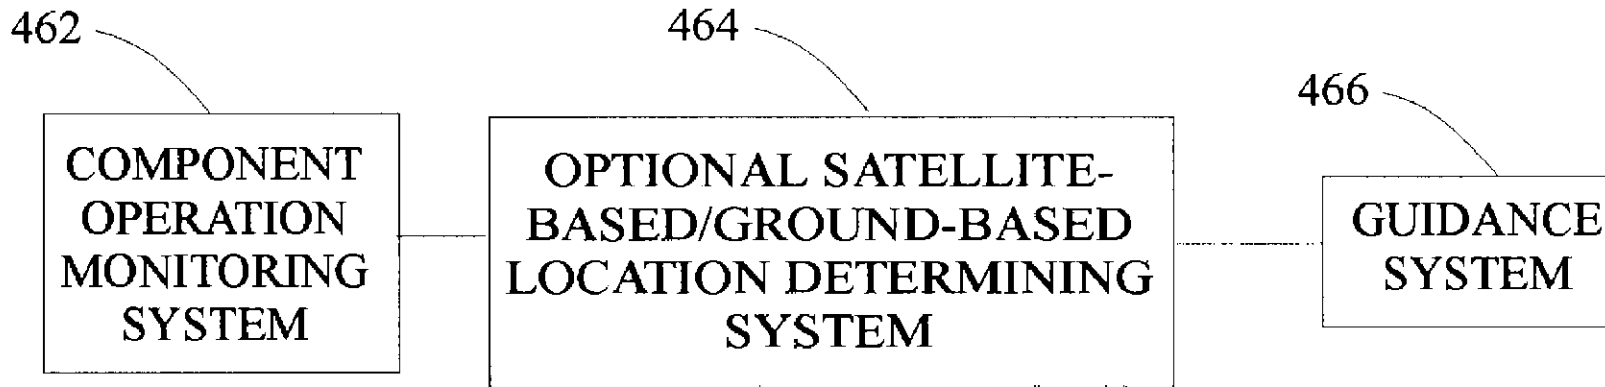 462
COMPONENT
OPERATION
MONITORING
SYSTEM
464
OPTIONAL SATELLITE-
BASED/GROUND-BASED
LOCATION DETERMINING
SYSTEM
466
GUIDANCE
SYSTEM